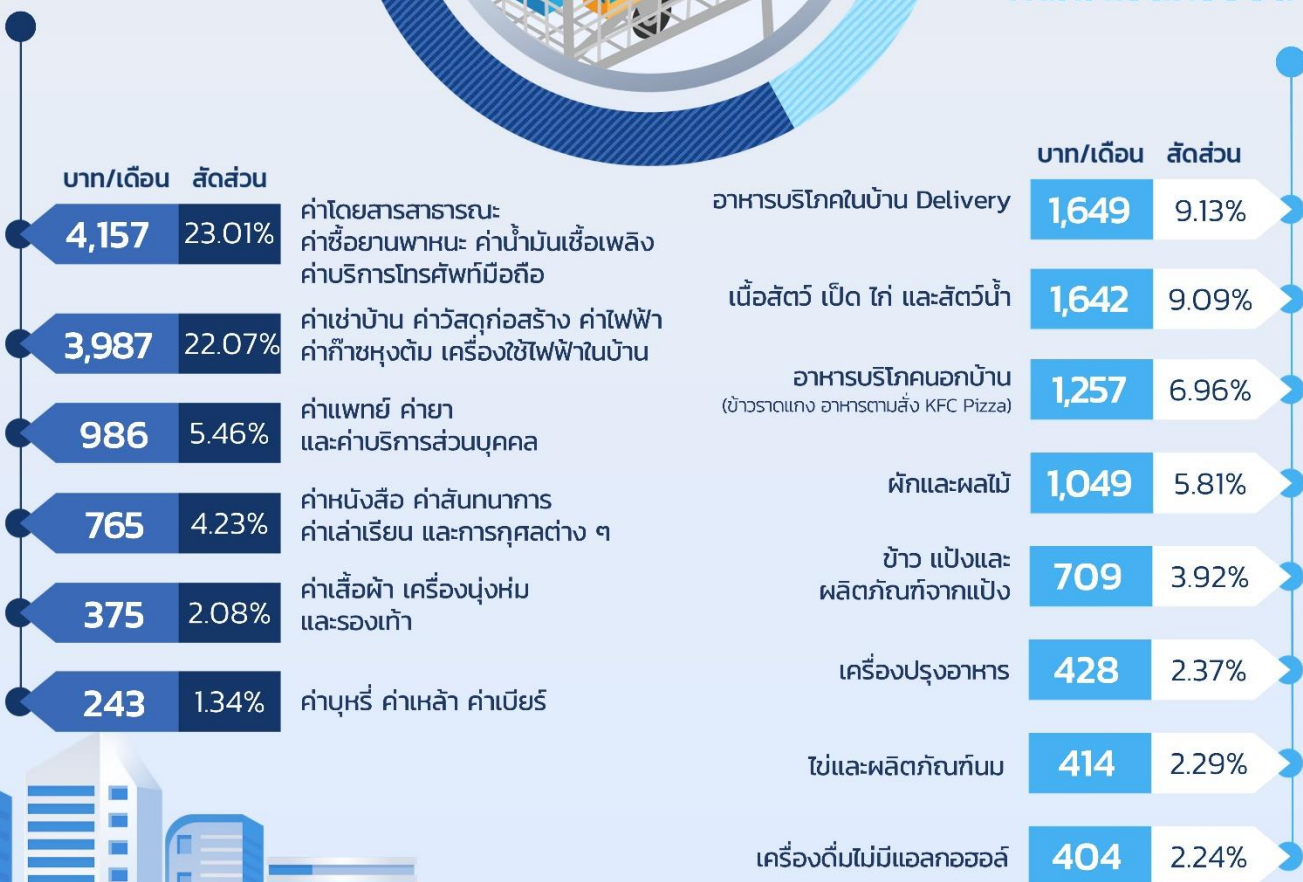 บาท/เดือน สัดส่วน
4,157 23.01%
ค่าโดยสารสาธารณะ
ค่าซื้อยานพาหนะ ค่าน้ำมันเชื้อเพลิง
ค่าบริการโทรศัพท์มือถือ
3,987 22.07%
ค่าเช่าบ้าน ค่าวัสดุก่อสร้าง ค่าไฟฟ้า
ค่าก๊าซหุงต้ม เครื่องใช้ไฟฟ้าในบ้าน
986 5.46%
ค่าแพทย์ ค่ายา
และค่าบริการส่วนบุคคล
765 4.23%
ค่าหนังสือ ค่าสันทนาการ
ค่าเล่าเรียน และการกุศลต่าง ๆ
375 2.08%
ค่าเสื้อผ้า เครื่องนุ่งห่ม
และรองเท้า
243 1.34%
ค่าบุหรี่ ค่าเหล้า ค่าเบียร์
บาท/เดือน สัดส่วน
อาหารบริโภคในบ้าน Delivery
1,649 9.13%
เนื้อสัตว์ เป็ด ไก่ และสัตว์น้ำ
1,642 9.09%
อาหารบริโภคนอกบ้าน
(ข้าวราดแกง อาหารตามสั่ง KFC Pizza)
1,257 6.96%
ผักและผลไม้
1,049 5.81%
ข้าว แป้งและ
ผลิตภัณฑ์จากแป้ง
709 3.92%
เครื่องปรุงอาหาร
428 2.37%
ไข่และผลิตภัณฑ์นม
414 2.29%
เครื่องดื่มไม่มีแอลกอฮอล์
404 2.24%